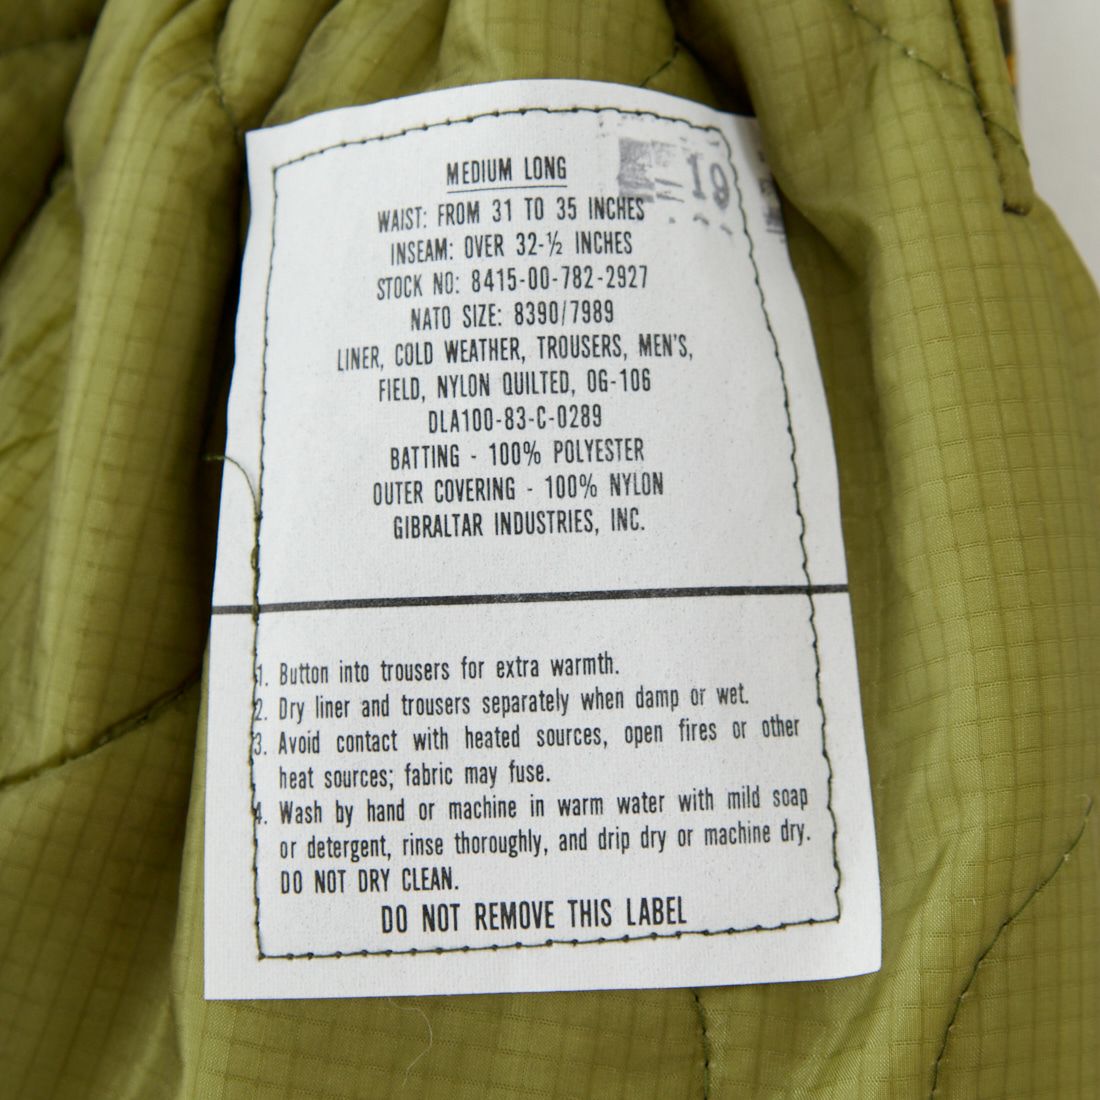 MEDIUM LONG
WAIST: FROM 31 TO 35 INCHES
INSEAM: OVER 32-½ INCHES
STOCK NO: 8415-00-782-2927
NATO SIZE: 8390/7989
LINER, COLD WEATHER, TROUSERS, MEN'S,
FIELD, NYLON QUILTED, OG-106
DLA100-83-C-0289
BATTING - 100% POLYESTER
OUTER COVERING - 100% NYLON
GIBRALTAR INDUSTRIES, INC.
1. Button into trousers for extra warmth.
2. Dry liner and trousers separately when damp or wet.
3. Avoid contact with heated sources, open fires or other
heat sources; fabric may fuse.
4. Wash by hand or machine in warm water with mild soap
or detergent, rinse thoroughly, and drip dry or machine dry.
DO NOT DRY CLEAN.
DO NOT REMOVE THIS LABEL